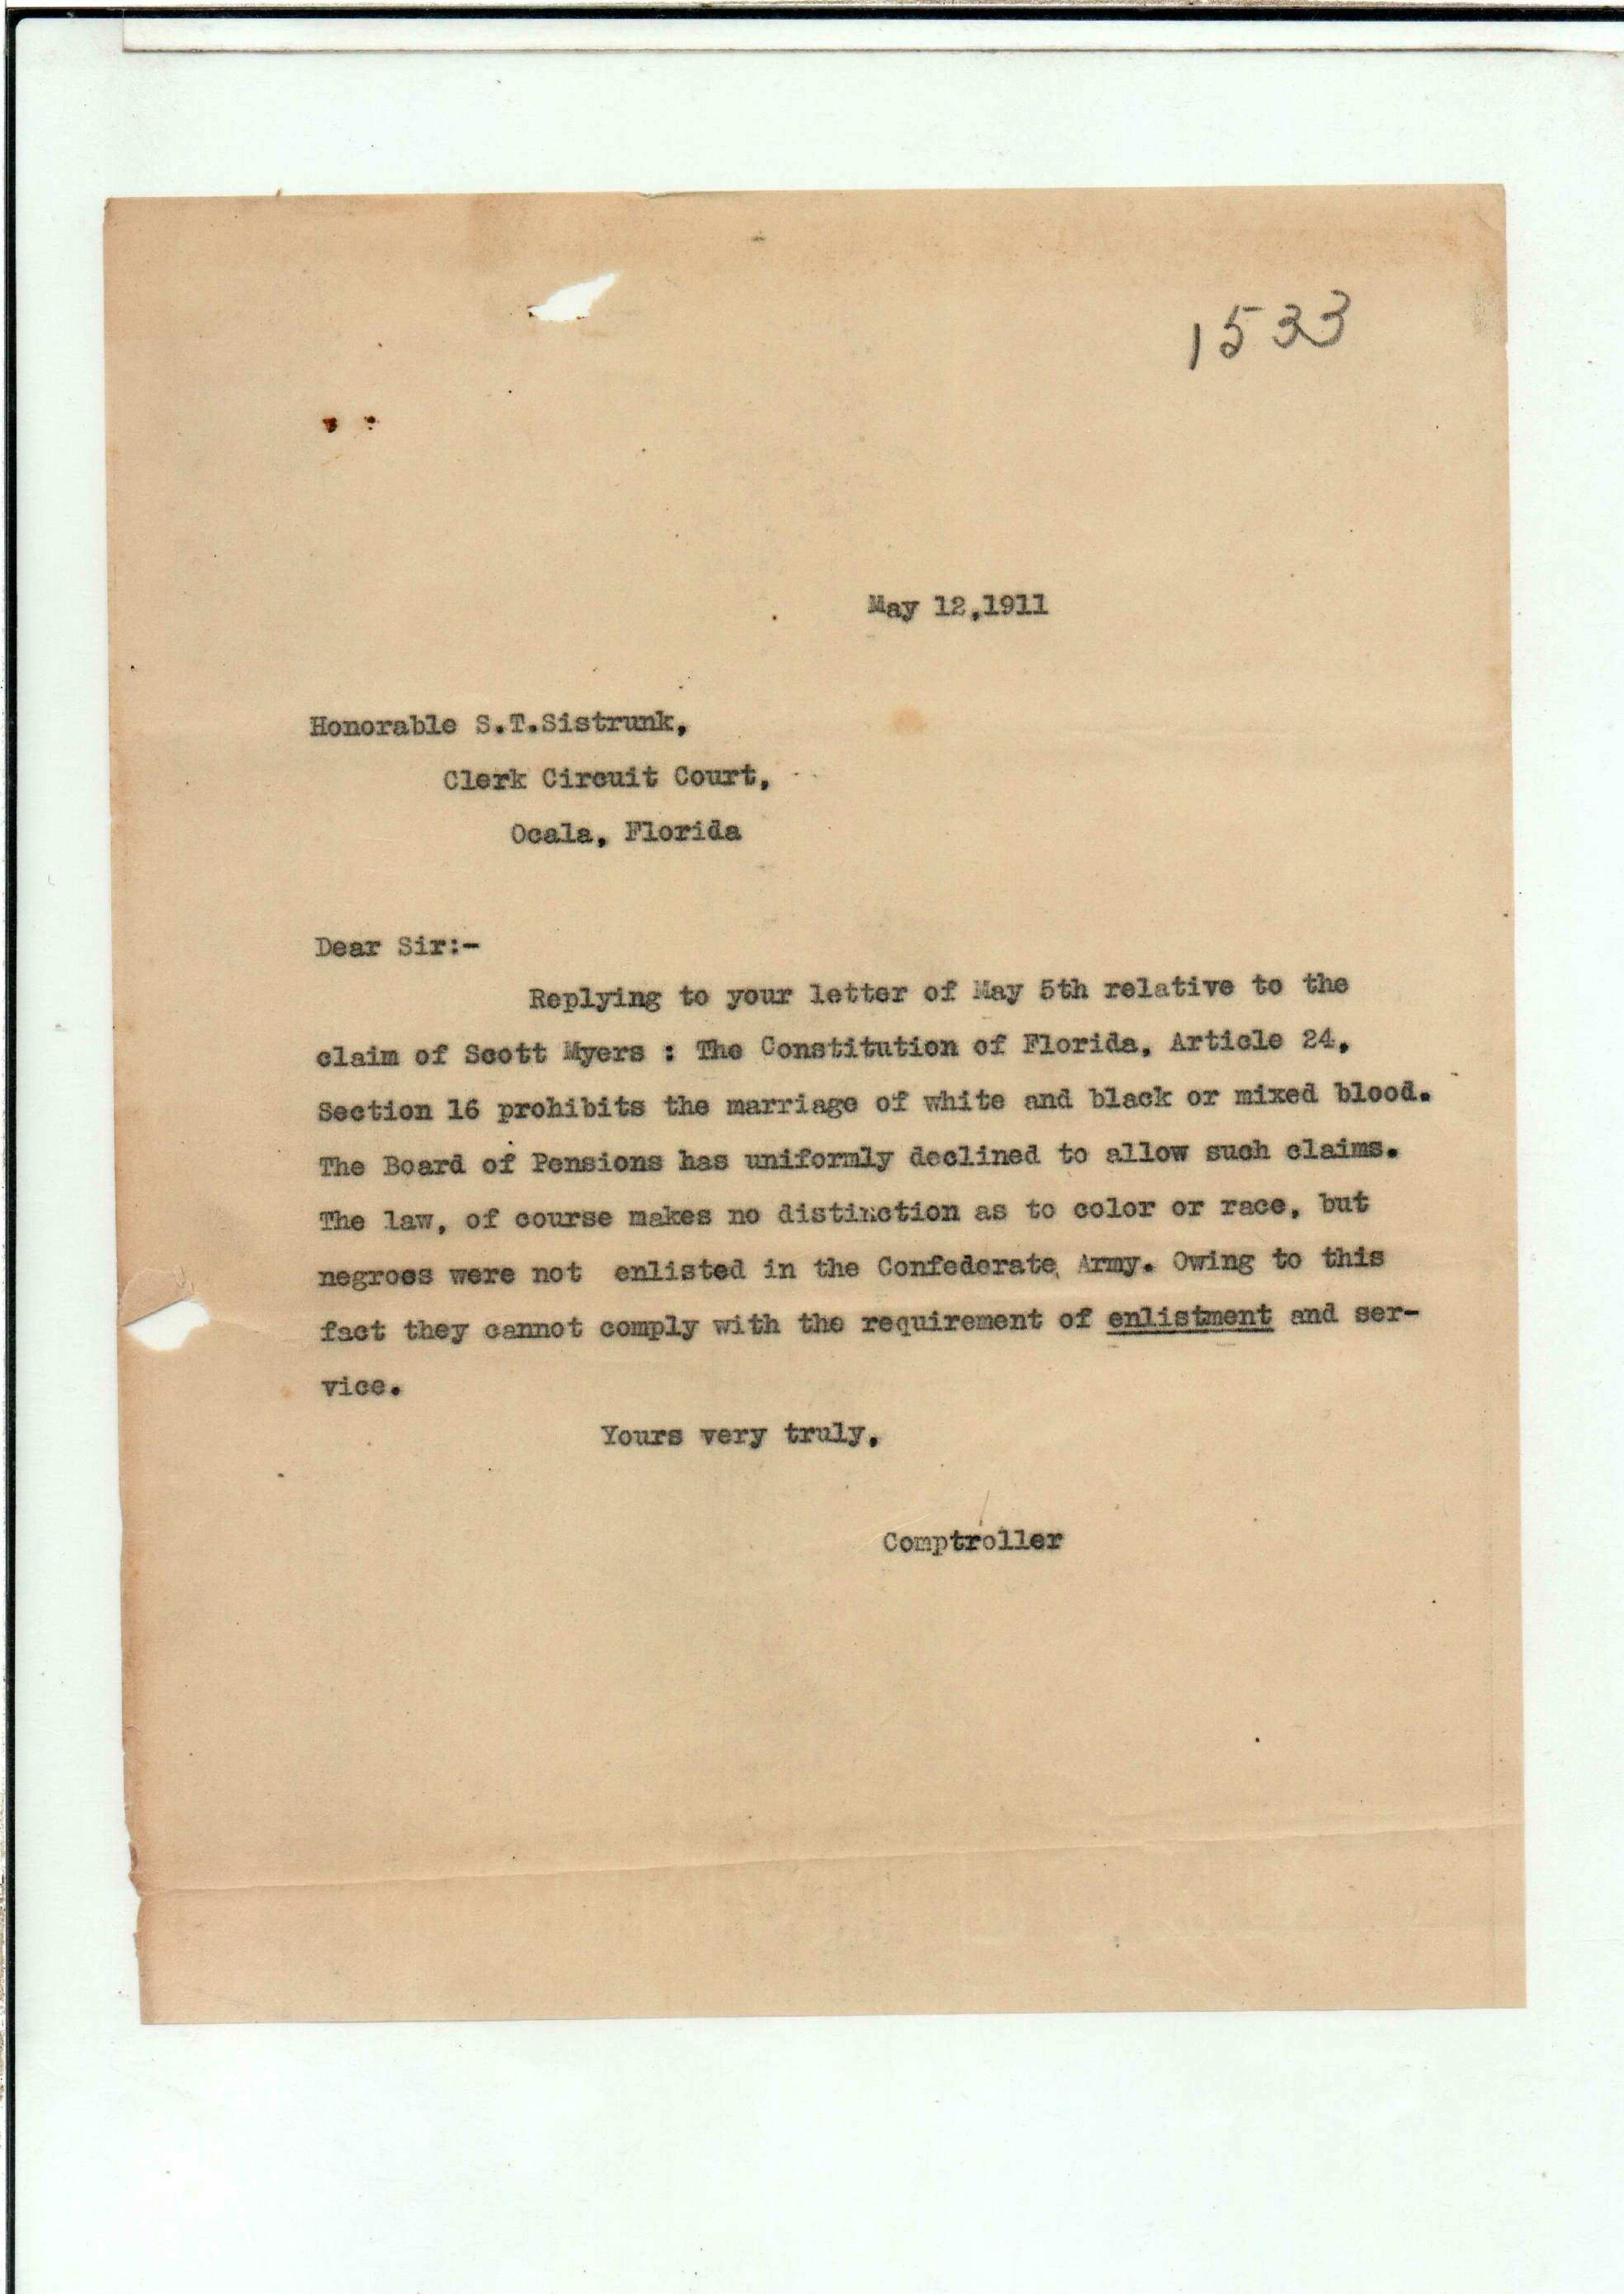 1533
May 12,1911
Honorable S.T.Sistrunk,
Clerk Circuit Court,
Ocala, Florida
Dear Sir:-
Replying to your letter of May 5th relative to the
claim of Scott Myers : The Constitution of Florida, Article 24,
Section 16 prohibits the marriage of white and black or mixed blood.
The Board of Pensions has uniformly declined to allow such claims.
The law, of course makes no distinction as to color or race, but
negroes were not enlisted in the Confederate Army. Owing to this
fact they cannot comply with the requirement of enlistment and ser-
vice.
Yours very truly,
Comptroller